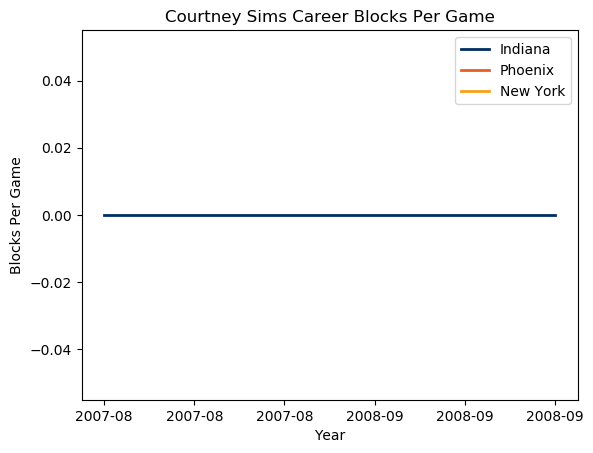 Courtney Sims Career Blocks Per Game
Indiana
Phoenix
New York
0.04
0.02
0.00
−0.02
−0.04
Blocks Per Game
2007-08 2007-08 2007-08 2008-09 2008-09 2008-09
Year